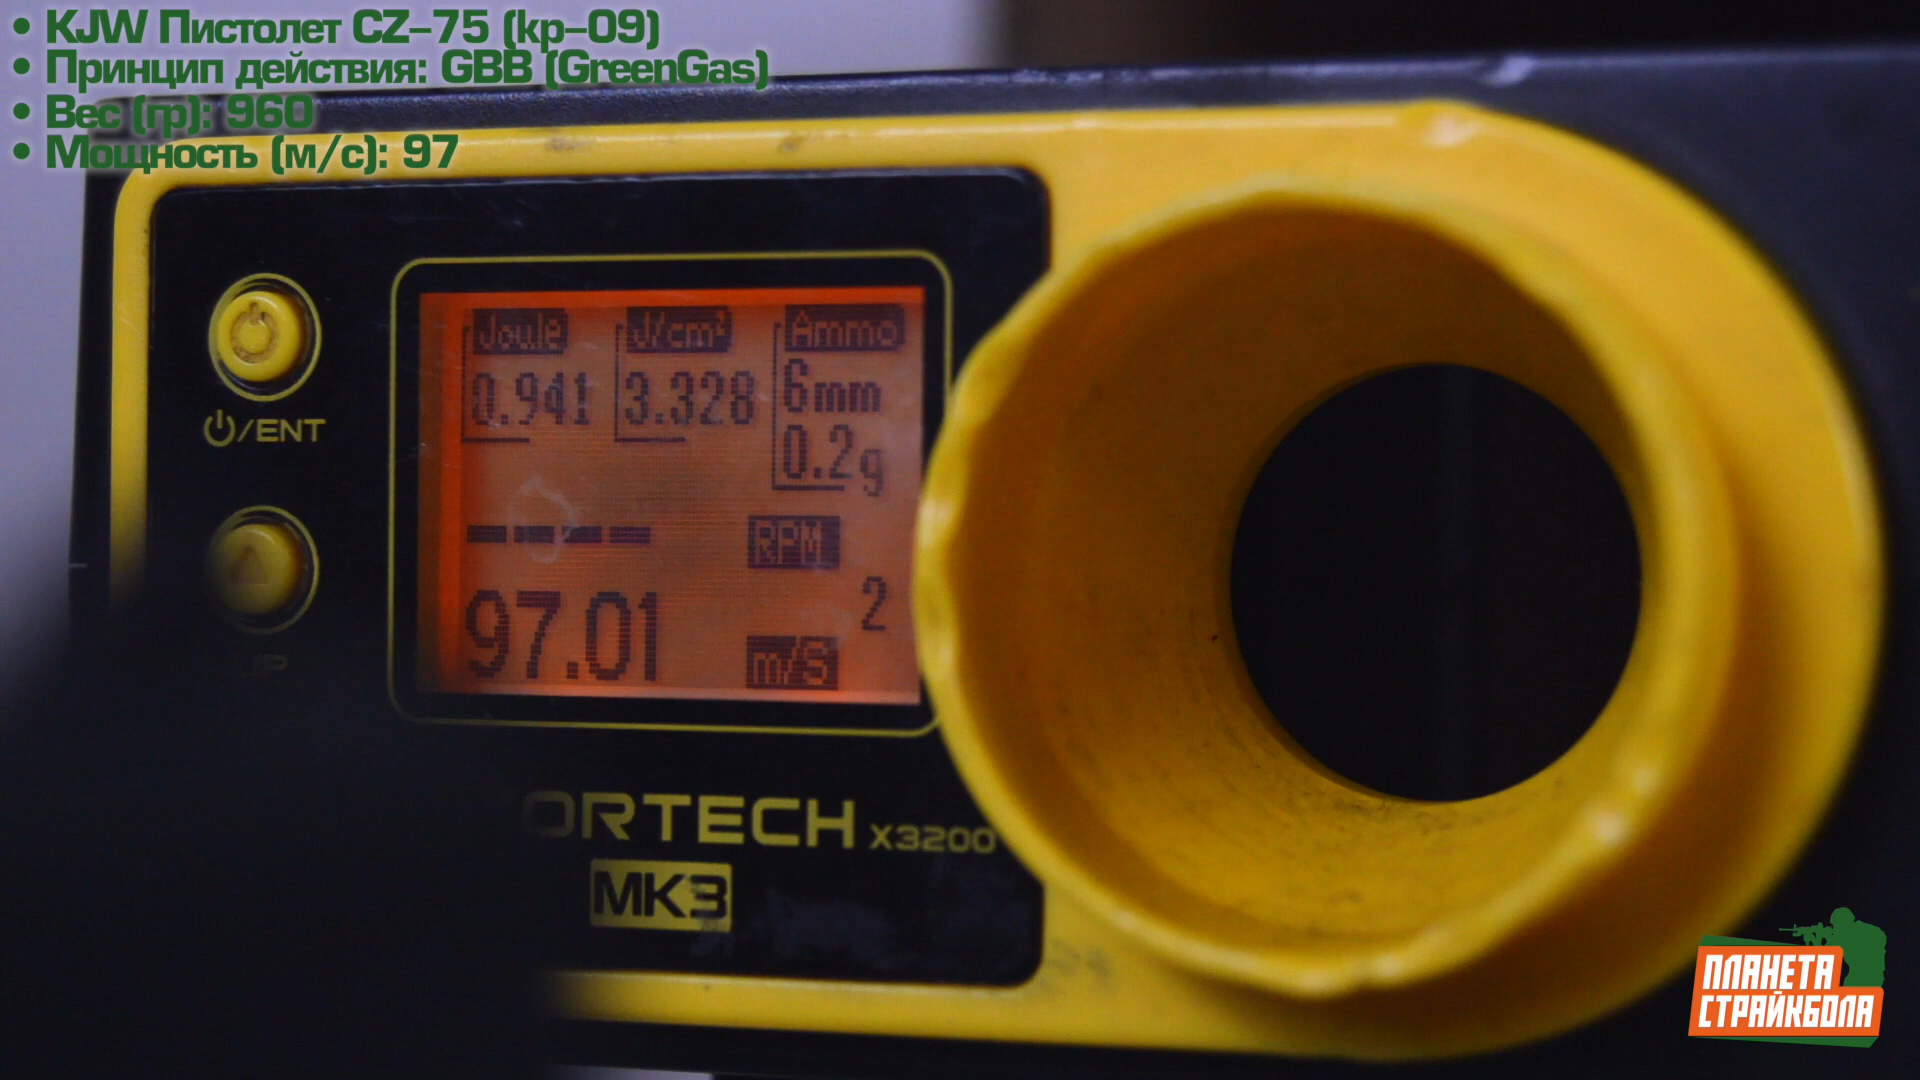 • KJW Пистолет CZ-75 (kp-09)
• Принцип действия: GBB (GreenGas)
• Вес (гр): 960
• Мощность (м/с): 97
Joule J/cm² Ammo
0.941 3.328 6mm
0.2g
⏻/ENT
---- RPM
2
97.01 m/S
UP
ORTECH X3200
MK3
ПЛАНЕТА
СТРАЙКБОЛА